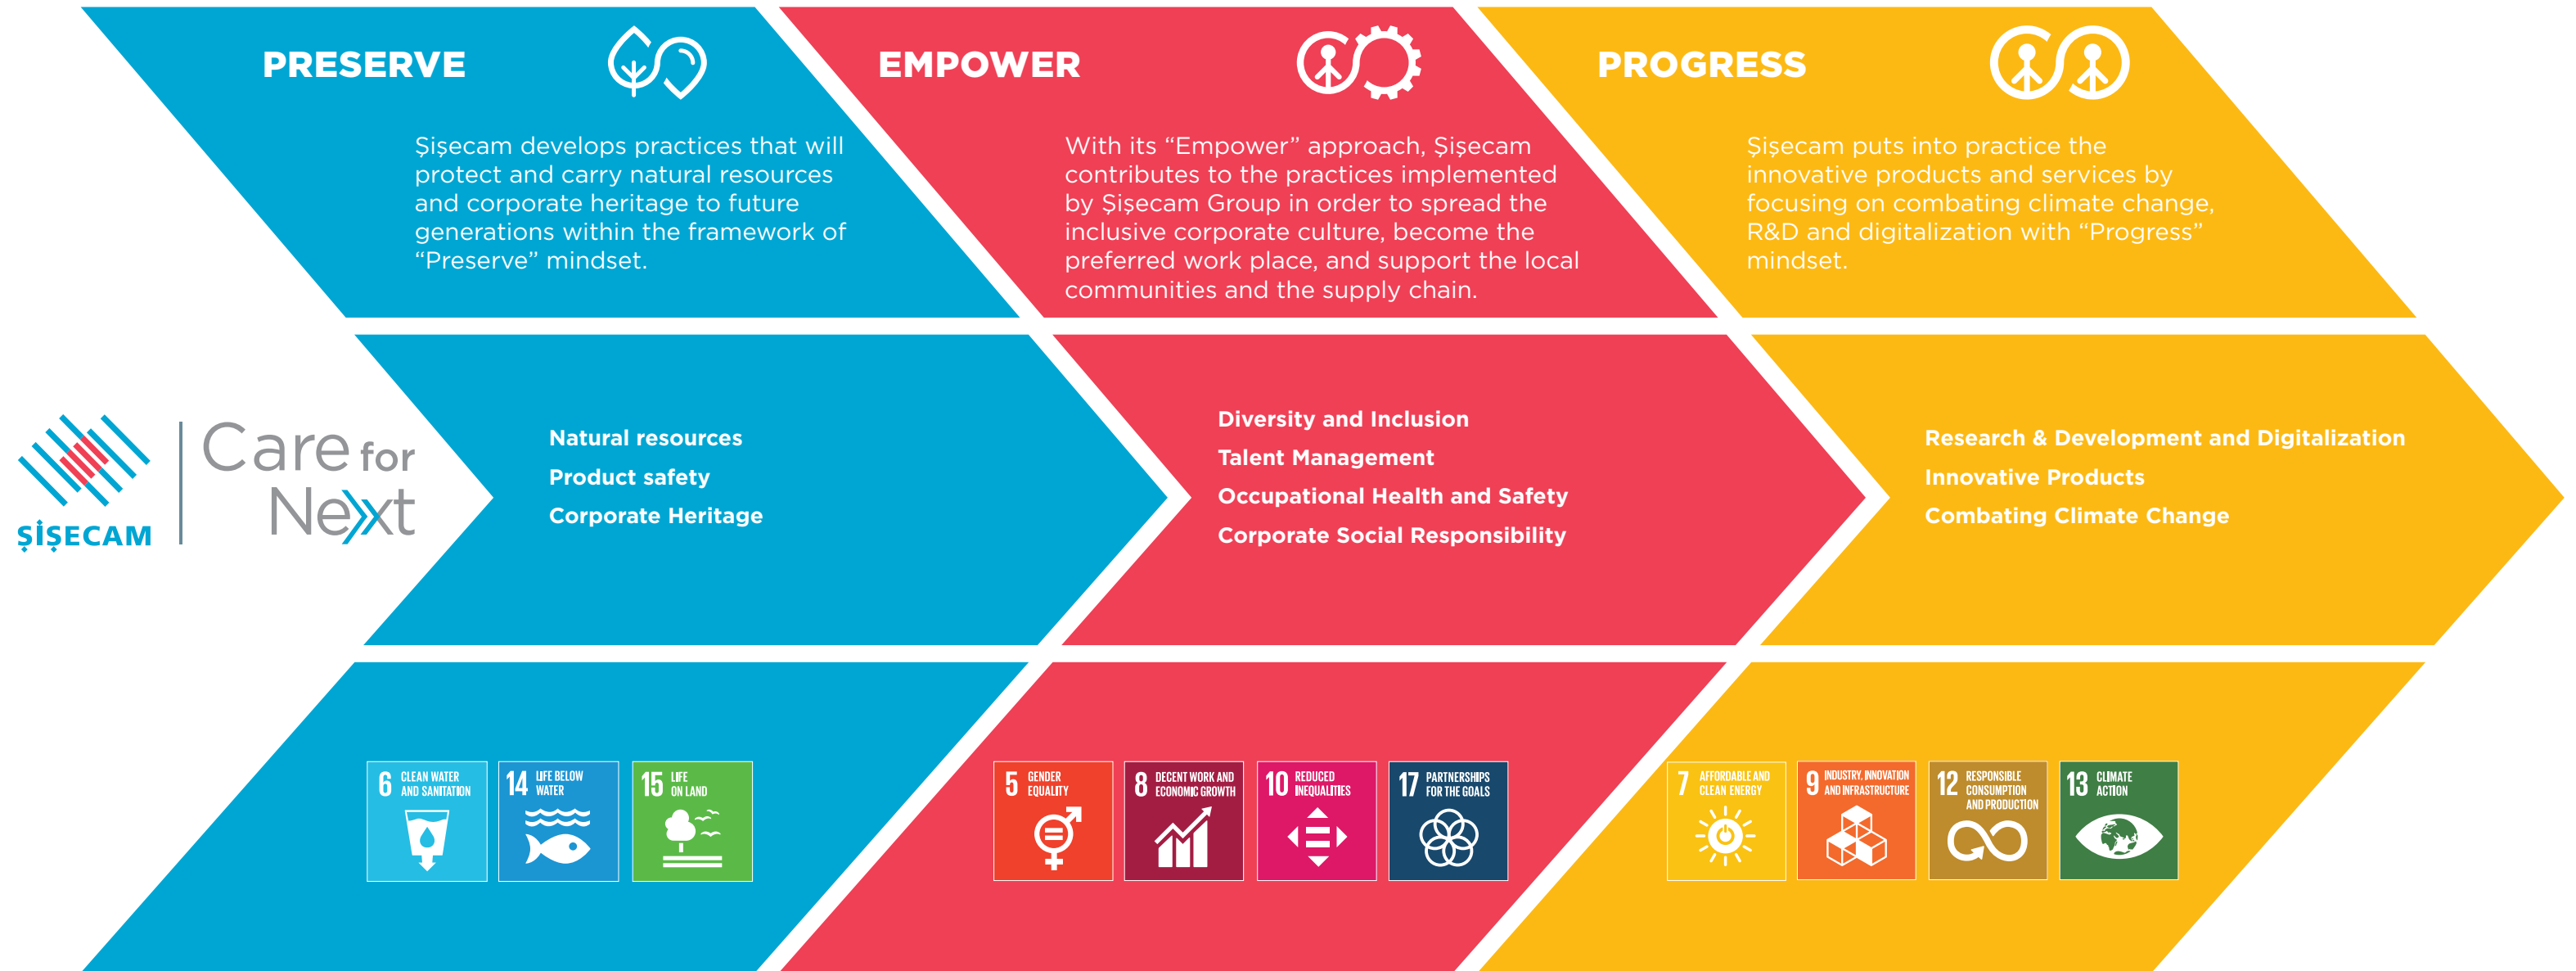 PRESERVE
Şişecam develops practices that will
protect and carry natural resources
and corporate heritage to future
generations within the framework of
“Preserve” mindset.
EMPOWER
With its “Empower” approach, Şişecam
contributes to the practices implemented
by Şişecam Group in order to spread the
inclusive corporate culture, become the
preferred work place, and support the local
communities and the supply chain.
PROGRESS
Şişecam puts into practice the
innovative products and services by
focusing on combating climate change,
R&D and digitalization with “Progress”
mindset.
ŞİŞECAM
Care for
Next
Natural resources
Product safety
Corporate Heritage
Diversity and Inclusion
Talent Management
Occupational Health and Safety
Corporate Social Responsibility
Research & Development and Digitalization
Innovative Products
Combating Climate Change
6 CLEAN WATER
AND SANITATION
14 LIFE BELOW
WATER
15 LIFE
ON LAND
5 GENDER
EQUALITY
8 DECENT WORK AND
ECONOMIC GROWTH
10 REDUCED
INEQUALITIES
17 PARTNERSHIPS
FOR THE GOALS
7 AFFORDABLE AND
CLEAN ENERGY
9 INDUSTRY, INNOVATION
AND INFRASTRUCTURE
12 RESPONSIBLE
CONSUMPTION
AND PRODUCTION
13 CLIMATE
ACTION